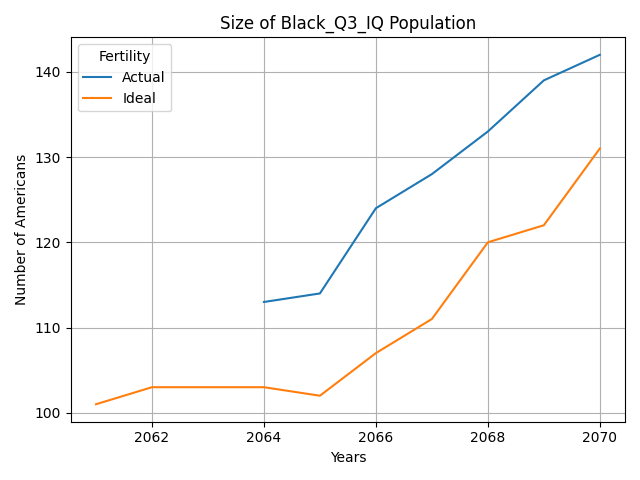 Size of Black_Q3_IQ Population
Fertility
Actual
Ideal
Number of Americans
140
130
120
110
100
2062 2064 2066 2068 2070
Years